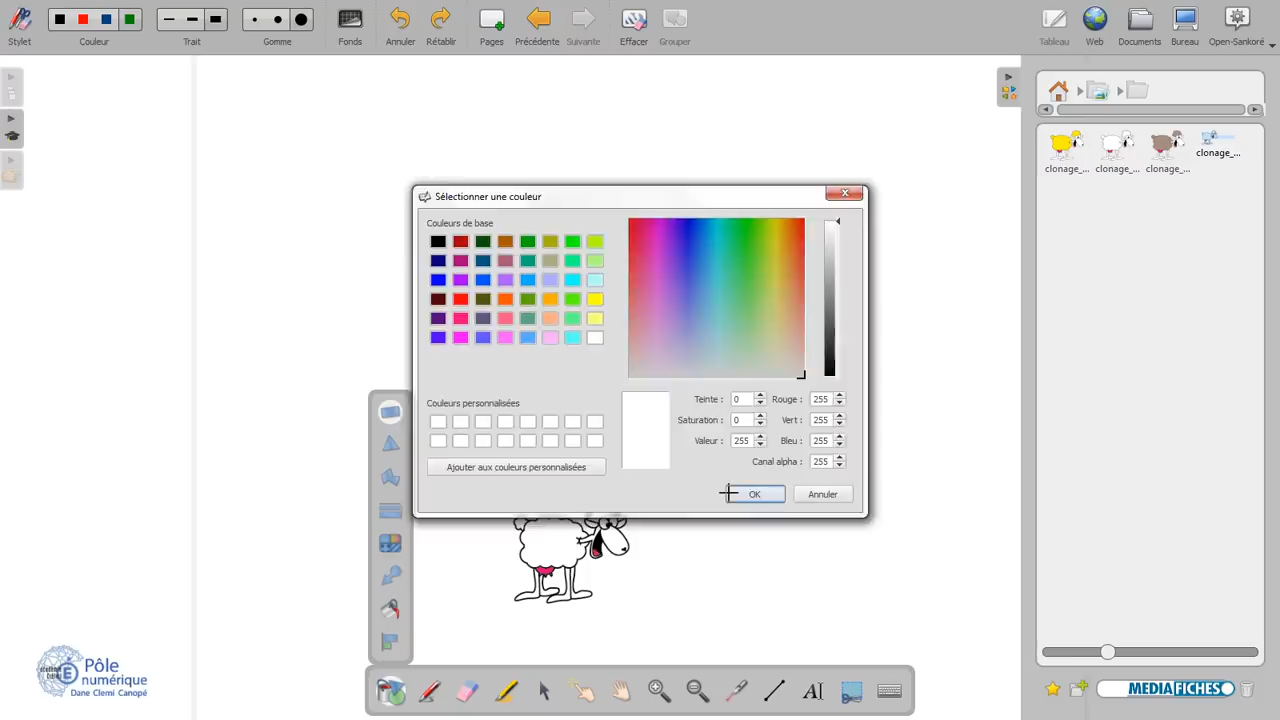 Stylet Couleur Trait Gomme Fonds Annuler Rétablir Pages Précédente Suivante Effacer Grouper Tableau Web Documents Bureau Open-Sankoré
Sélectionner une couleur
Couleurs de base
Couleurs personnalisées
Ajouter aux couleurs personnalisées
Teinte : 0 Rouge : 255
Saturation : 0 Vert : 255
Valeur : 255 Bleu : 255
Canal alpha : 255
OK Annuler
clonage_... clonage_... clonage_... clonage_...
Pôle
numérique
Dane Clemi Canopé
MEDIAFICHES